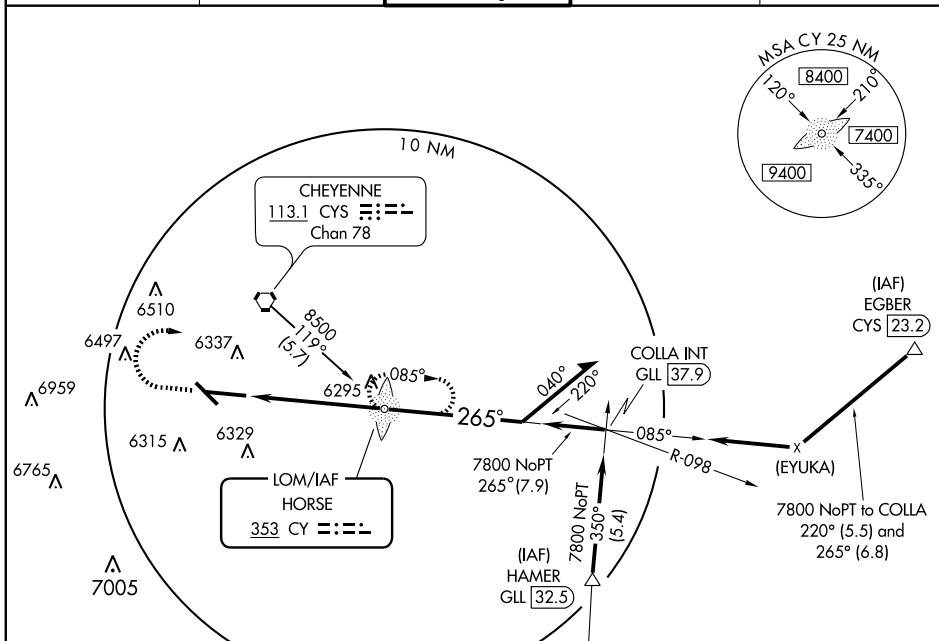 MSA CY 25 NM
8400
120°
210°
7400
9400
335°
10 NM
CHEYENNE
113.1 CYS
Chan 78
8500
119°
(5.7)
6510
6497
6337
6959
6295
085°
6315
6329
6765
7005
265°
040°
220°
COLLA INT
GLL 37.9
(IAF)
EGBER
CYS 23.2
085°
R-098
(EYUKA)
7800 NoPT
265° (7.9)
LOM/IAF
HORSE
353 CY
7800 NoPT
350°
(5.4)
7800 NoPT to COLLA
220° (5.5) and
265° (6.8)
(IAF)
HAMER
GLL 32.5